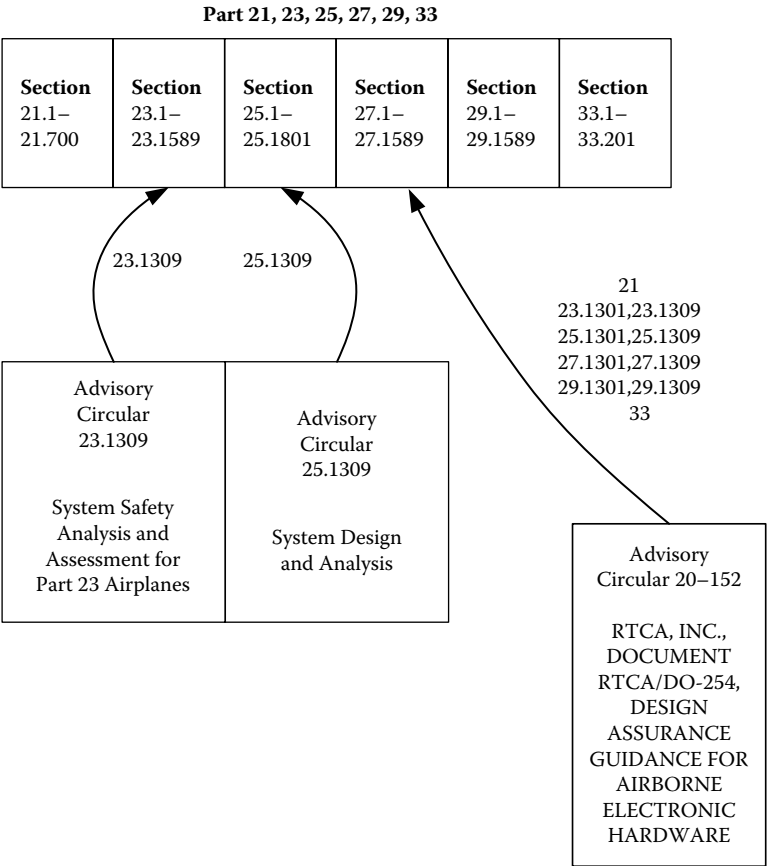 Part 21, 23, 25, 27, 29, 33
Section
21.1–
21.700
Section
23.1–
23.1589
Section
25.1–
25.1801
Section
27.1–
27.1589
Section
29.1–
29.1589
Section
33.1–
33.201
23.1309
25.1309
21
23.1301,23.1309
25.1301,25.1309
27.1301,27.1309
29.1301,29.1309
33
Advisory
Circular
23.1309
System Safety
Analysis and
Assessment for
Part 23 Airplanes
Advisory
Circular
25.1309
System Design
and Analysis
Advisory
Circular 20–152
RTCA, INC.,
DOCUMENT
RTCA/DO-254,
DESIGN
ASSURANCE
GUIDANCE FOR
AIRBORNE
ELECTRONIC
HARDWARE